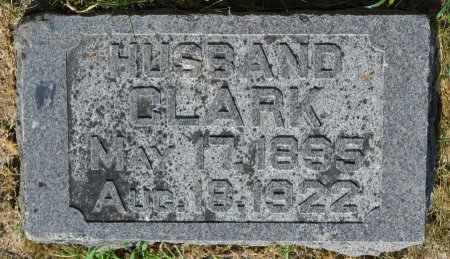 HUSBAND
CLARK
MAY 17, 1895
AUG. 19, 1922